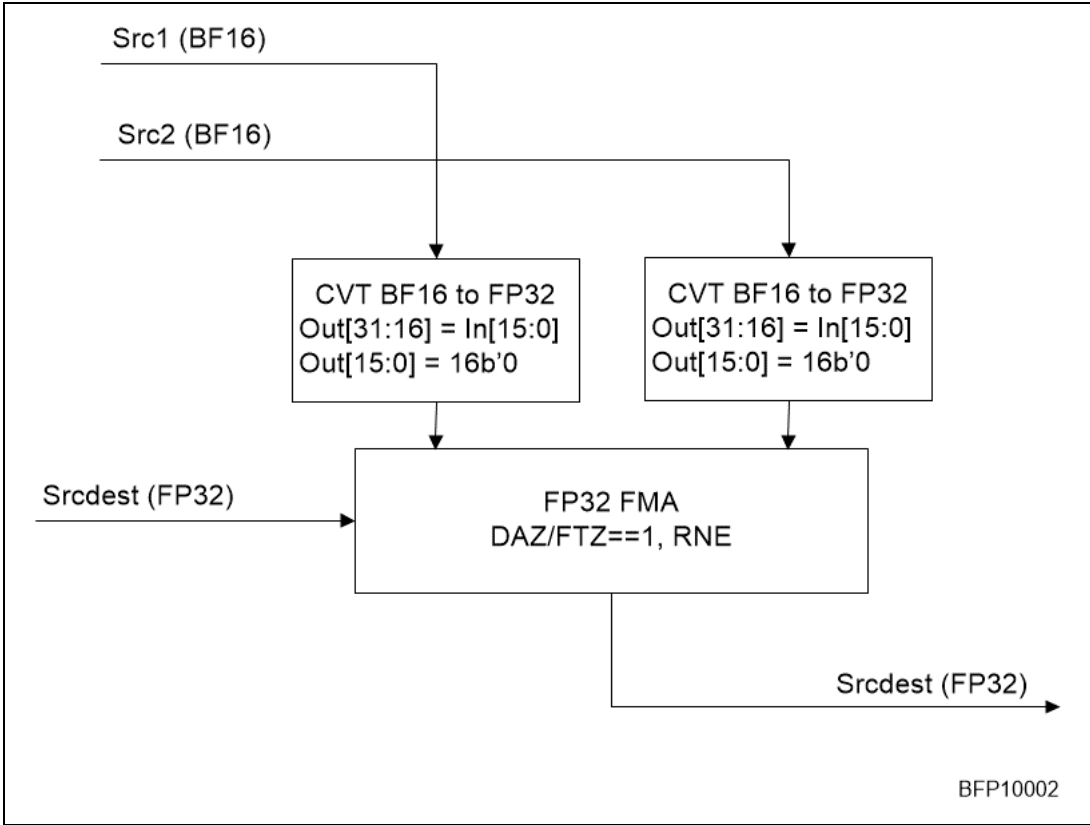 Src1 (BF16)
Src2 (BF16)
CVT BF16 to FP32
Out[31:16] = In[15:0]
Out[15:0] = 16b’0
CVT BF16 to FP32
Out[31:16] = In[15:0]
Out[15:0] = 16b’0
Srcdest (FP32)
FP32 FMA
DAZ/FTZ==1, RNE
Srcdest (FP32)
BFP10002